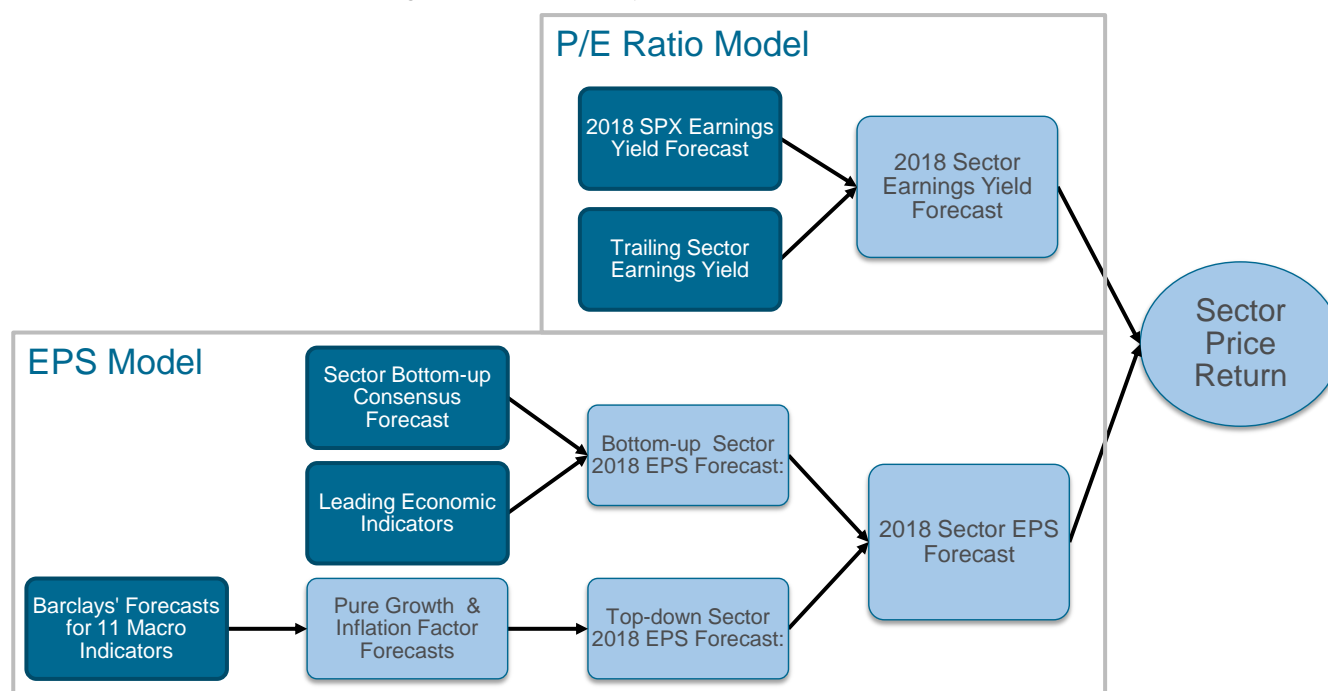 P/E Ratio Model
2018 SPX Earnings
Yield Forecast
2018 Sector
Earnings Yield
Forecast
Trailing Sector
Earnings Yield
Sector
Price
Return
EPS Model
Sector Bottom-up
Consensus
Forecast
Bottom-up Sector
2018 EPS Forecast:
Leading Economic
Indicators
2018 Sector EPS
Forecast
Barclays' Forecasts
for 11 Macro
Indicators
Pure Growth &
Inflation Factor
Forecasts
Top-down Sector
2018 EPS Forecast: